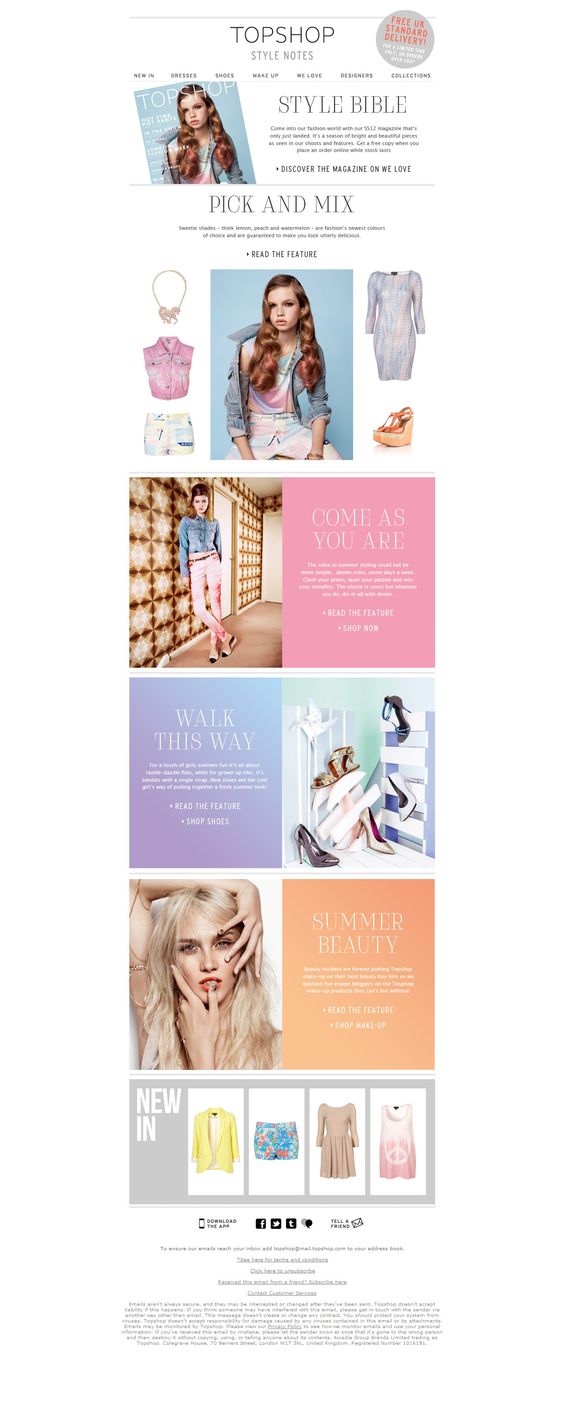 TOPSHOP
STYLE NOTES
FREE UK
STANDARD
DELIVERY!
FOR A LIMITED TIME
ONLY, ON ORDERS
OVER £50*
NEW IN DRESSES SHOES MAKE UP WE LOVE DESIGNERS COLLECTIONS
TOPSHOP
HOT PINK
HOT PANTS
IN THE KNOW
LONDON
FASHION WEEK
WIN
STYLE BIBLE
Come into our fashion world with our SS12 magazine that's
only just landed. It's a season of bright and beautiful pieces
as seen in our shoots and features. Get a free copy when you
place an order online while stock lasts
DISCOVER THE MAGAZINE ON WE LOVE
PICK AND MIX
Sweetie shades – think lemon, peach and watermelon – are fashion's newest colours
of choice and are guaranteed to make you look utterly delicious.
READ THE FEATURE
COME AS
YOU ARE
The rules to summer styling could not be
more simple...denim rules, seven days a week.
Clash your prints, layer your pastels and mix
your metallics. The choice is yours but whatever
you do, do-it-all with denim.
READ THE FEATURE
SHOP NOW
WALK
THIS WAY
For a touch of girly summer fun it's all about
razzle-dazzle flats, while for grown up chic, it's
sandals with a single strap. New shoes are the cool
girl's way of pulling together a fresh summer look!
READ THE FEATURE
SHOP SHOES
SUMMER
BEAUTY
Beauty insiders are forever putting Topshop
make-up on their best beauty buy lists so we
quizzed five expert bloggers on the Topshop
make-up products they can't live without!
READ THE FEATURE
SHOP MAKE-UP
NEW
IN
DOWNLOAD
THE APP
TELL A
FRIEND
To ensure our emails reach your inbox add topshop@mail.topshop.com to your address book.
*See here for terms and conditions
Click here to unsubscribe
Received this email from a friend? Subscribe here
Contact Customer Services
Emails aren't always secure, and they may be intercepted or changed after they've been sent. Topshop doesn't accept
liability if this happens. If you think someone may have interfered with this email, please get in touch with the sender via
another way other than email. This message doesn't create or change any contract. You should protect your system from
viruses. Topshop doesn't accept responsibility for damage caused by any viruses contained in this email or its attachments.
Emails may be monitored by Topshop. Please view our Privacy Policy to see how we monitor emails and use your personal
information. If you've received this email by mistake, please let the sender know at once that it's gone to the wrong person
and then destroy it without copying, using, or telling anyone about its contents. Arcadia Group Brands Limited trading as
Topshop, Colegrave House, 70 Berners Street, London W1T 3NL, United Kingdom, Registered Number 1016191.